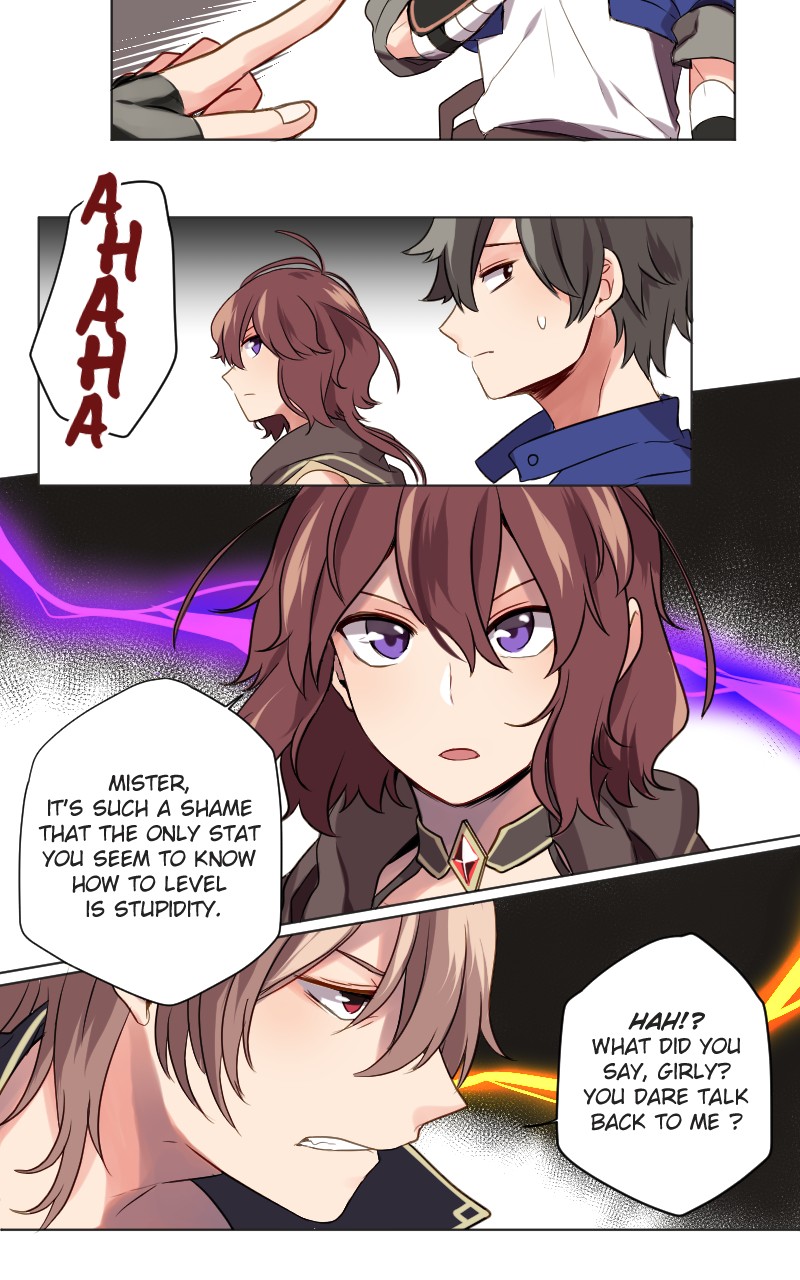 AHAHA
MISTER,
IT'S SUCH A SHAME
THAT THE ONLY STAT
YOU SEEM TO KNOW
HOW TO LEVEL
IS STUPIDITY.
HAH!?
WHAT DID YOU
SAY, GIRLY?
YOU DARE TALK
BACK TO ME ?